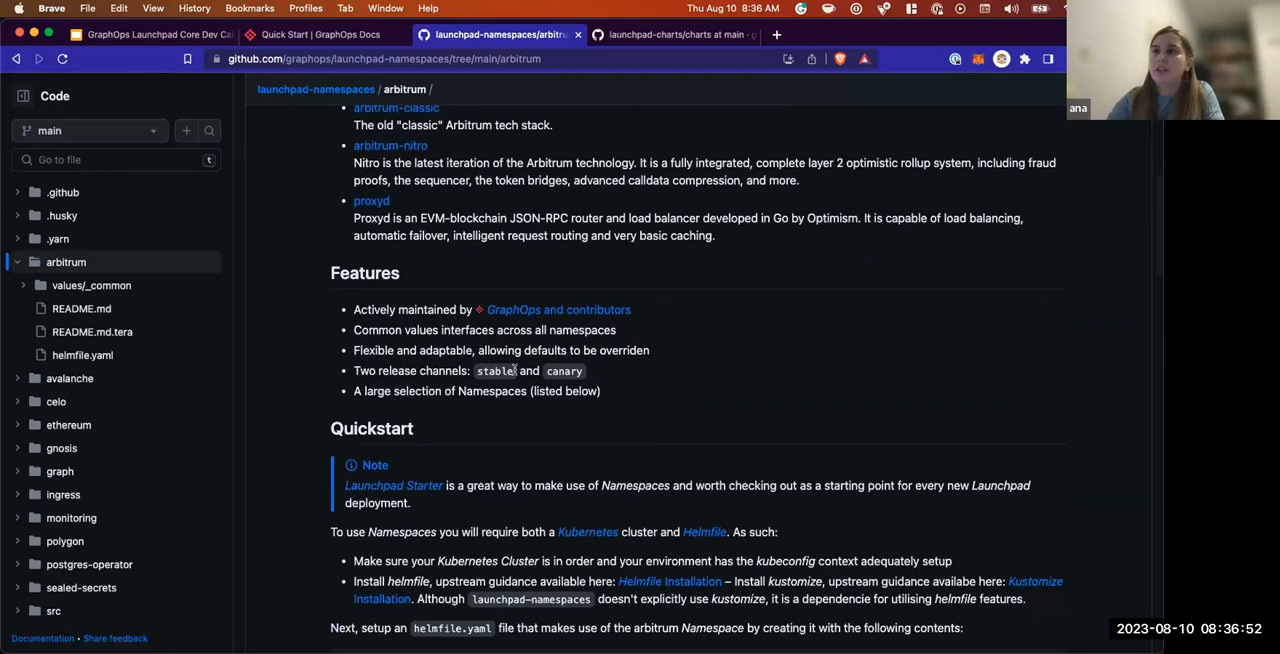 Brave File Edit View History Bookmarks Profiles Tab Window Help Thu Aug 10 8:36 AM
GraphOps Launchpad Core Dev Cal Quick Start | GraphOps Docs launchpad-namespaces/arbitru launchpad-charts/charts at main · g
github.com/graphops/launchpad-namespaces/tree/main/arbitrum
ana
Code
main
Go to file t
.github
.husky
.yarn
arbitrum
values/_common
README.md
README.md.tera
helmfile.yaml
avalanche
celo
ethereum
gnosis
graph
ingress
monitoring
polygon
postgres-operator
sealed-secrets
src
Documentation • Share feedback
launchpad-namespaces / arbitrum /
• arbitrum-classic
The old "classic" Arbitrum tech stack.
• arbitrum-nitro
Nitro is the latest iteration of the Arbitrum technology. It is a fully integrated, complete layer 2 optimistic rollup system, including fraud
proofs, the sequencer, the token bridges, advanced calldata compression, and more.
• proxyd
Proxyd is an EVM-blockchain JSON-RPC router and load balancer developed in Go by Optimism. It is capable of load balancing,
automatic failover, intelligent request routing and very basic caching.
Features
• Actively maintained by GraphOps and contributors
• Common values interfaces across all namespaces
• Flexible and adaptable, allowing defaults to be overriden
• Two release channels: stable and canary
• A large selection of Namespaces (listed below)
Quickstart
Note
Launchpad Starter is a great way to make use of Namespaces and worth checking out as a starting point for every new Launchpad
deployment.
To use Namespaces you will require both a Kubernetes cluster and Helmfile. As such:
• Make sure your Kubernetes Cluster is in order and your environment has the kubeconfig context adequately setup
• Install helmfile, upstream guidance available here: Helmfile Installation – Install kustomize, upstream guidance availabe here: Kustomize
Installation. Although launchpad-namespaces doesn't explicitly use kustomize, it is a dependencie for utilising helmfile features.
Next, setup an helmfile.yaml file that makes use of the arbitrum Namespace by creating it with the following contents:
2023-08-10 08:36:52